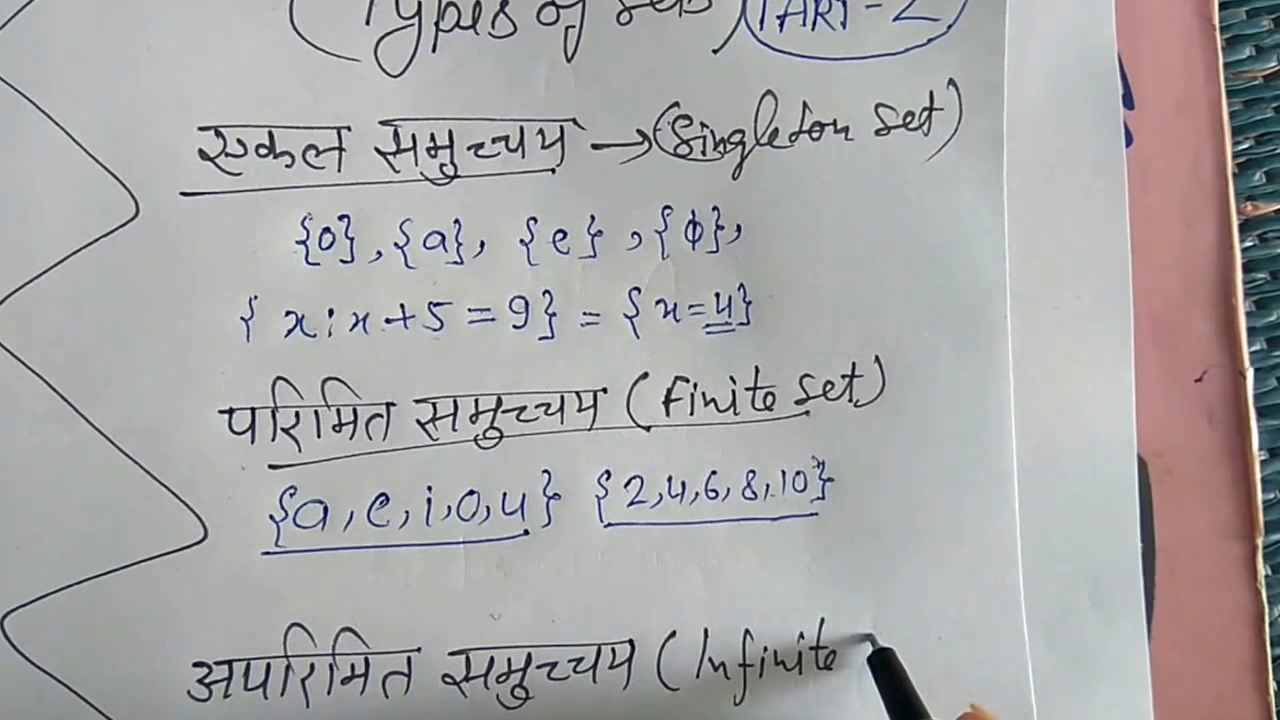 (Types of Sets) PART-2
एकल समुच्चय → (Singleton set)
{0}, {a}, {e}, {ϕ},
{x:x+5=9} = {x=4}
परिमित समुच्चय (Finite set)
{a,e,i,o,u} {2,4,6,8,10}
अपरिमित समुच्चय (Infinite